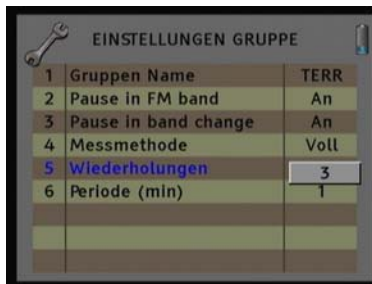 EINSTELLUNGEN GRUPPE
1 Gruppen Name TERR
2 Pause in FM band An
3 Pause in band change An
4 Messmethode Voll
5 Wiederholungen 3
6 Periode (min) 1